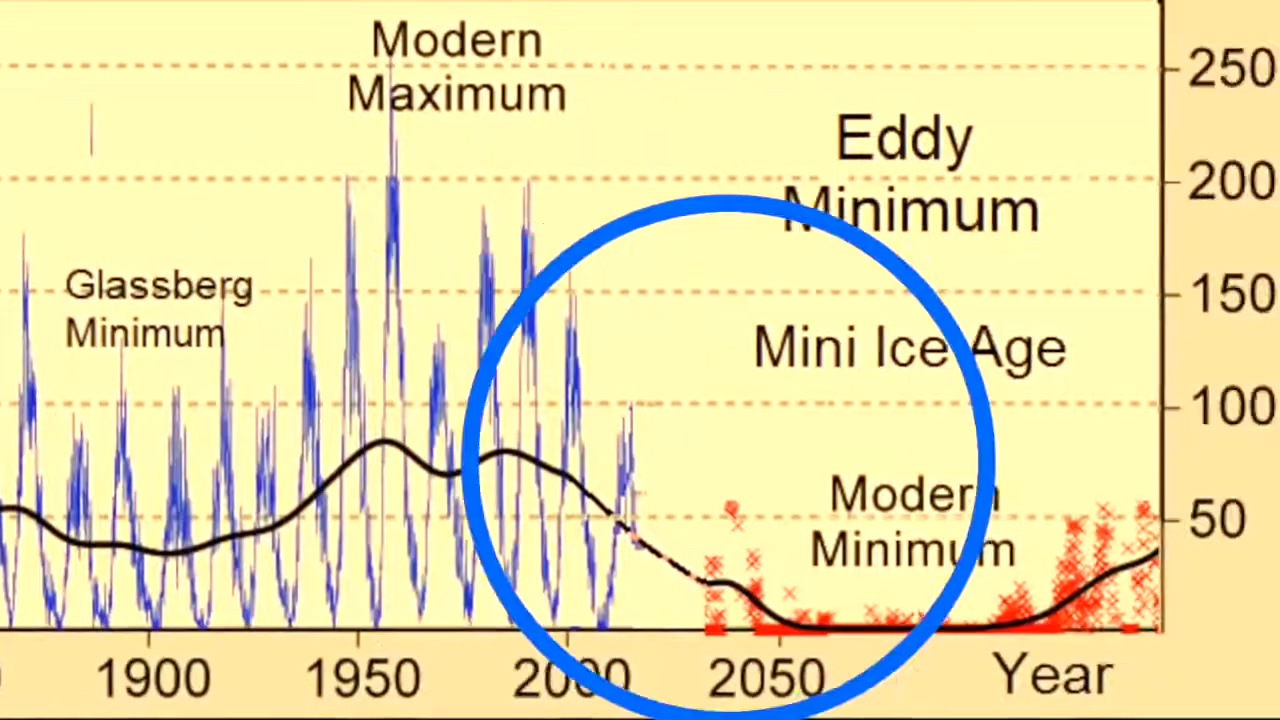 Modern
Maximum
Eddy
Minimum
Glassberg
Minimum
Mini Ice Age
Modern
Minimum
250
200
150
100
50
1900
1950
2000
2050
Year